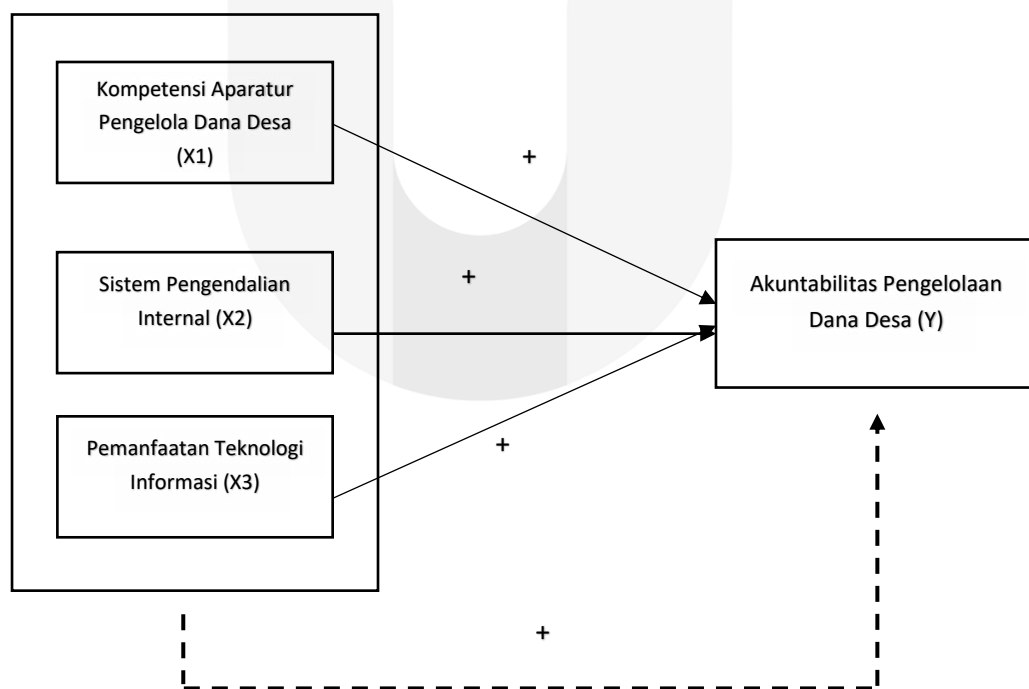 Kompetensi Aparatur
Pengelola Dana Desa
(X1)
+
Sistem Pengendalian
Internal (X2)
+
Akuntabilitas Pengelolaan
Dana Desa (Y)
Pemanfaatan Teknologi
Informasi (X3)
+
+